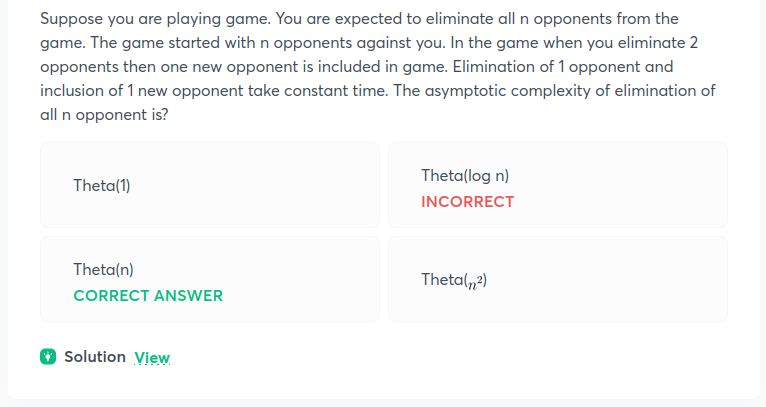 Suppose you are playing game. You are expected to eliminate all n opponents from the
game. The game started with n opponents against you. In the game when you eliminate 2
opponents then one new opponent is included in game. Elimination of 1 opponent and
inclusion of 1 new opponent take constant time. The asymptotic complexity of elimination of
all n opponent is?
Theta(1)
Theta(log n)
INCORRECT
Theta(n)
CORRECT ANSWER
Theta(n²)
Solution View